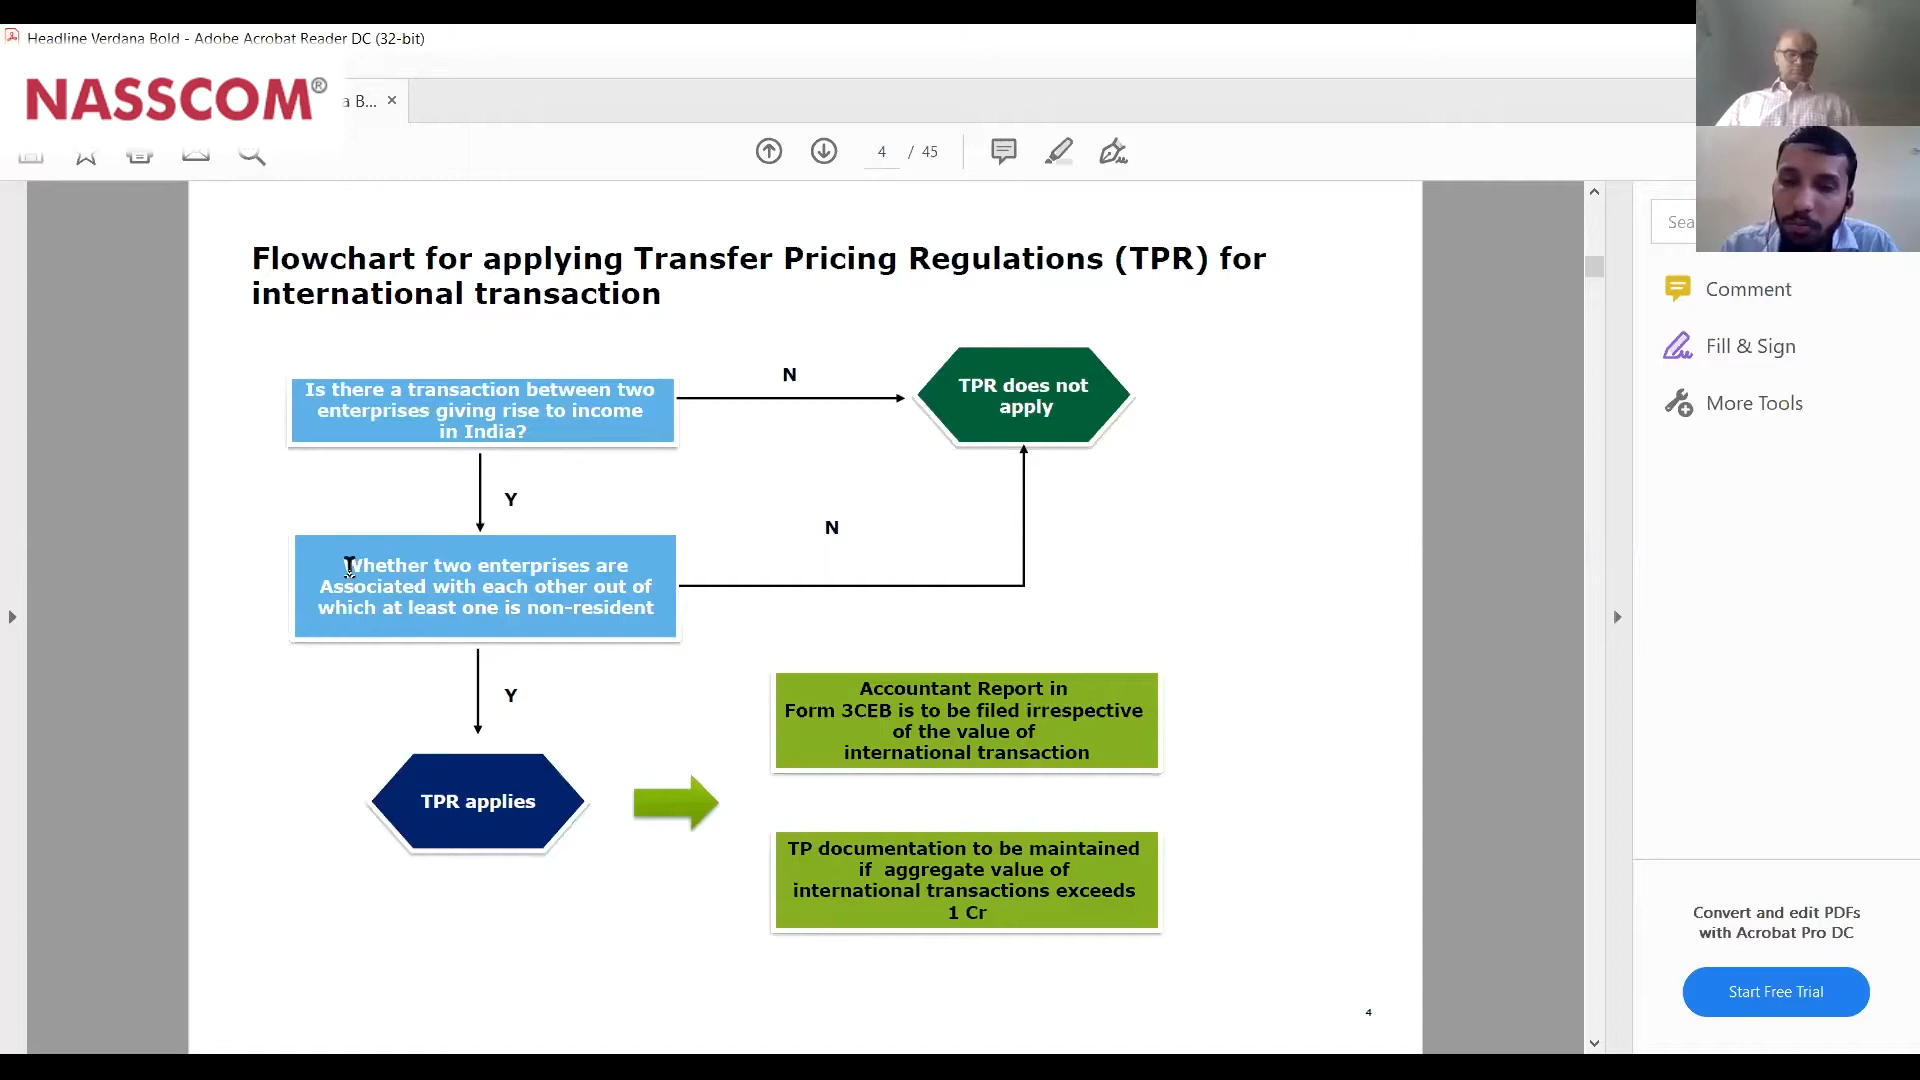 Headline Verdana Bold - Adobe Acrobat Reader DC (32-bit)
NASSCOM®
a B... ×
4 / 45
Sea
Flowchart for applying Transfer Pricing Regulations (TPR) for
international transaction
Is there a transaction between two
enterprises giving rise to income
in India?
N
TPR does not
apply
Y
Whether two enterprises are
Associated with each other out of
which at least one is non-resident
N
Y
TPR applies
Accountant Report in
Form 3CEB is to be filed irrespective
of the value of
international transaction
TP documentation to be maintained
if aggregate value of
international transactions exceeds
1 Cr
4
Comment
Fill & Sign
More Tools
Convert and edit PDFs
with Acrobat Pro DC
Start Free Trial